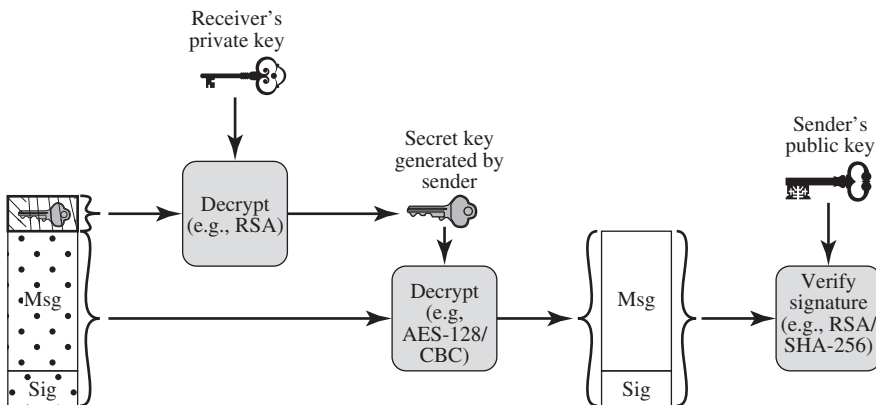 Receiver's
private key
Secret key
generated by
sender
Sender's
public key
Decrypt
(e.g., RSA)
Msg
Sig
Decrypt
(e.g,
AES-128/
CBC)
Msg
Sig
Verify
signature
(e.g., RSA/
SHA-256)